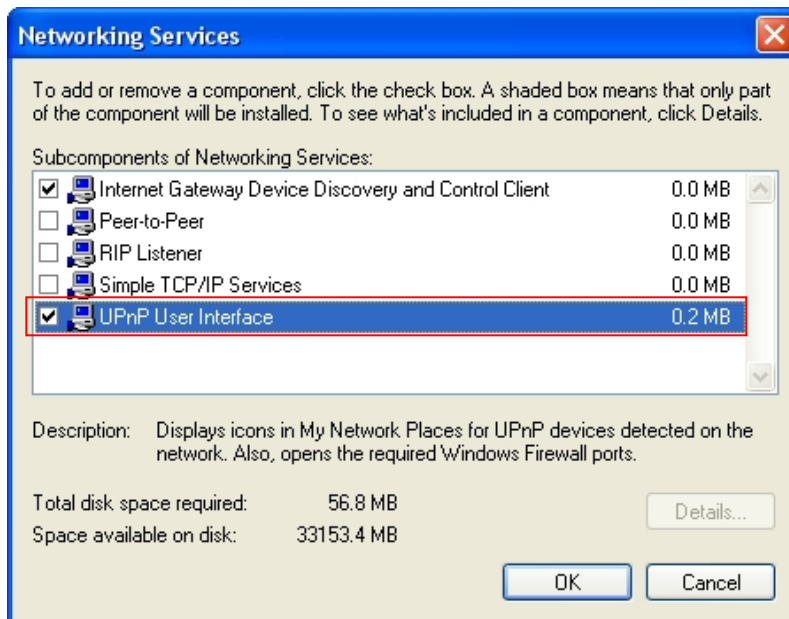 Networking Services
To add or remove a component, click the check box. A shaded box means that only part
of the component will be installed. To see what's included in a component, click Details.
Subcomponents of Networking Services:
Internet Gateway Device Discovery and Control Client 0.0 MB
Peer-to-Peer 0.0 MB
RIP Listener 0.0 MB
Simple TCP/IP Services 0.0 MB
UPnP User Interface 0.2 MB
Description: Displays icons in My Network Places for UPnP devices detected on the
network. Also, opens the required Windows Firewall ports.
Total disk space required: 56.8 MB
Space available on disk: 33153.4 MB
Details...
OK Cancel